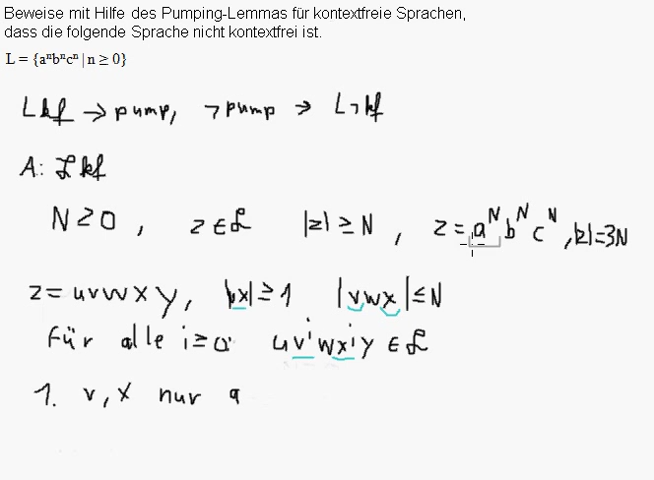 Beweise mit Hilfe des Pumping-Lemmas für kontextfreie Sprachen,
dass die folgende Sprache nicht kontextfrei ist.
L = {aⁿbⁿcⁿ | n ≥ 0}
L kf → pump, ¬pump → L ¬kf
A: L kf
N ≥ 0, z ∈ L |z| ≥ N, z = aᴺ bᴺ cᴺ, |z| = 3N
z = uvwxy, |vx| ≥ 1 |vwx| ≤ N
für alle i ≥ 0 uvⁱwxⁱy ∈ L
1. v, x nur a